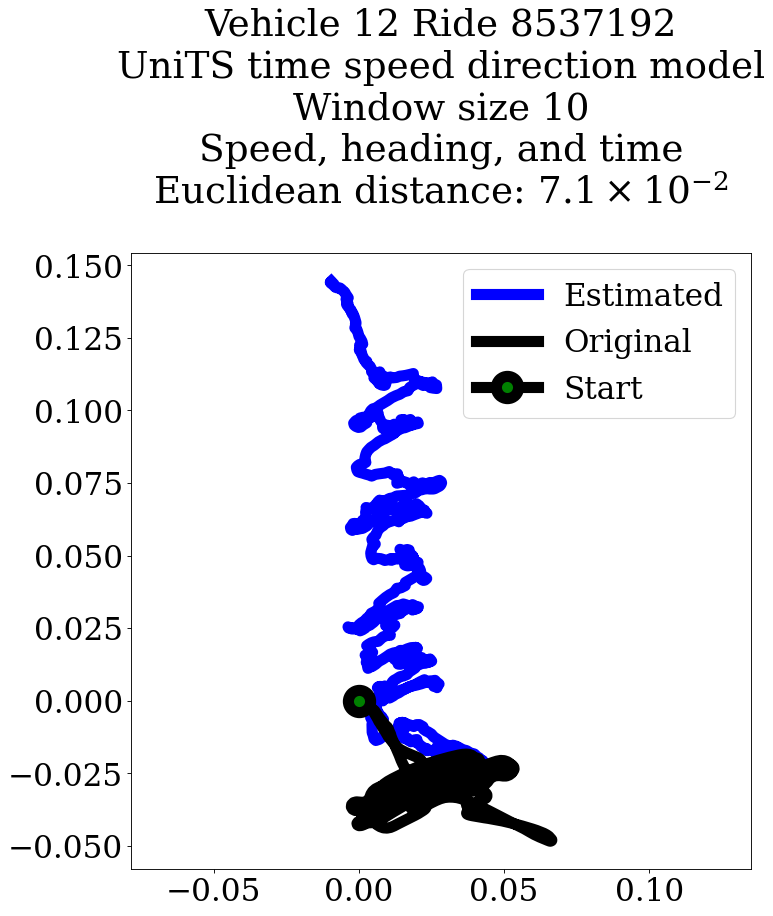 Vehicle 12 Ride 8537192
UniTS time speed direction model
Window size 10
Speed, heading, and time
Euclidean distance: 7.1 × 10⁻²
0.150
0.125
0.100
0.075
0.050
0.025
0.000
−0.025
−0.050
Estimated
Original
Start
−0.05 0.00 0.05 0.10